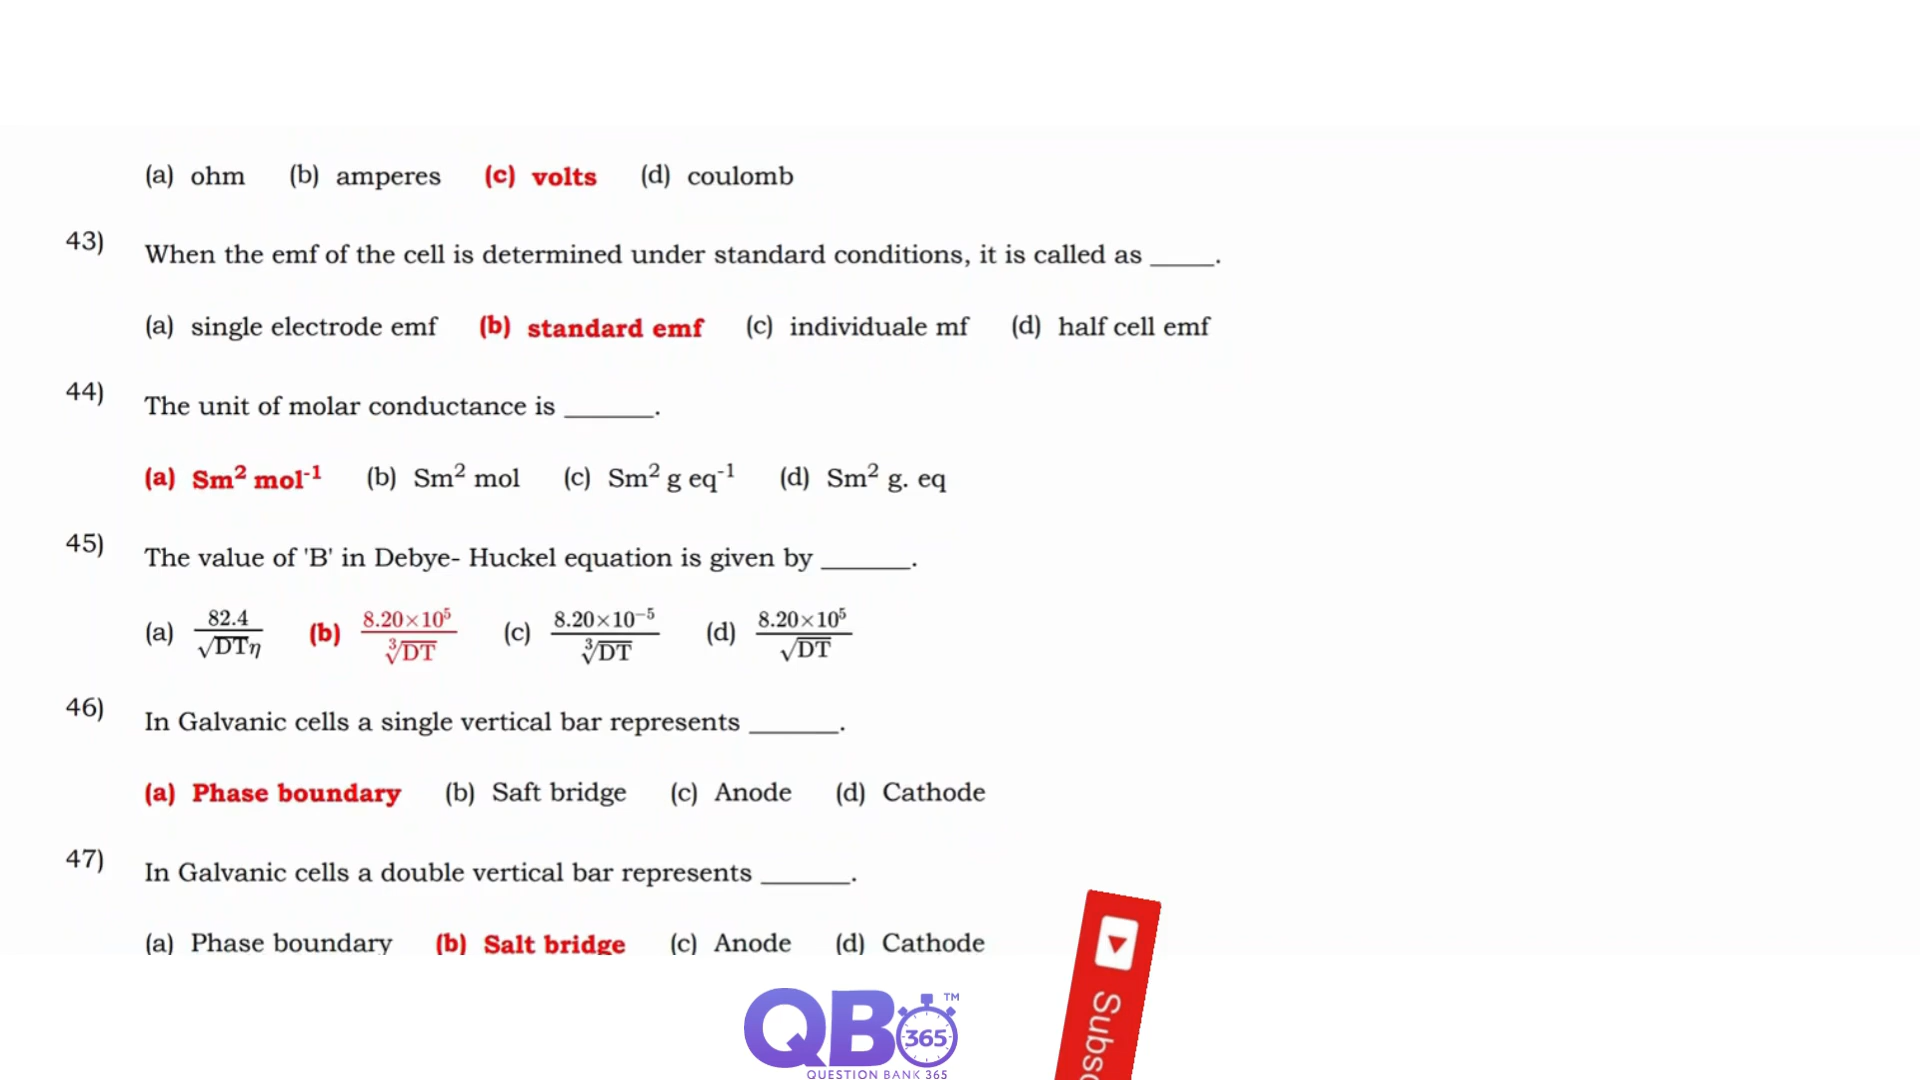 (a) ohm (b) amperes (c) volts (d) coulomb
43) When the emf of the cell is determined under standard conditions, it is called as _____.
(a) single electrode emf (b) standard emf (c) individuale mf (d) half cell emf
44) The unit of molar conductance is _______.
(a) Sm² mol⁻¹ (b) Sm² mol (c) Sm² g eq⁻¹ (d) Sm² g. eq
45) The value of 'B' in Debye- Huckel equation is given by _______.
(a) 82.4/√DTη (b) 8.20×10⁵/∛DT (c) 8.20×10⁻⁵/∛DT (d) 8.20×10⁵/√DT
46) In Galvanic cells a single vertical bar represents _______.
(a) Phase boundary (b) Saft bridge (c) Anode (d) Cathode
47) In Galvanic cells a double vertical bar represents _______.
(a) Phase boundary (b) Salt bridge (c) Anode (d) Cathode
QB 365 ™
QUESTION BANK 365
Subsc